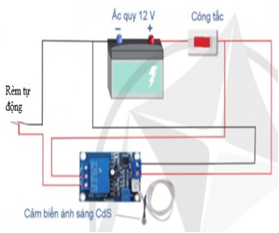 Ắc quy 12 V
Công tắc
− +
Rèm tự
động
Cảm biến ánh sáng CdS